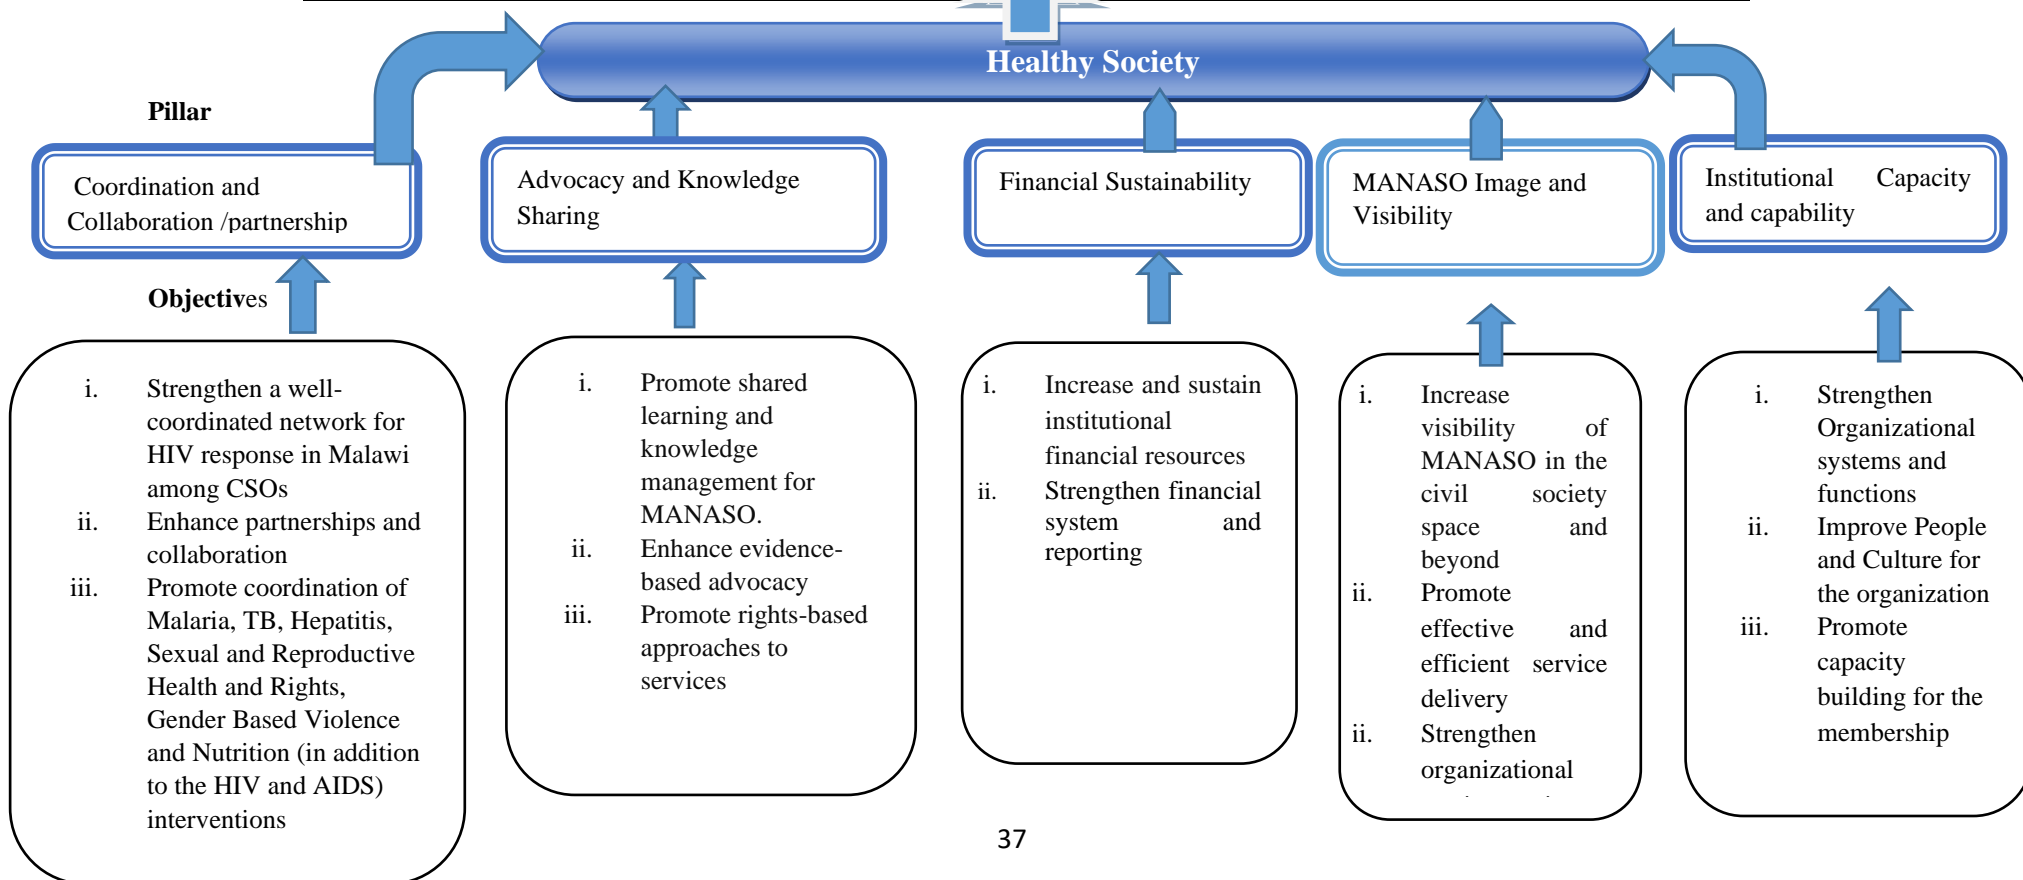 Healthy Society
Pillar
Coordination and
Collaboration /partnership
Advocacy and Knowledge
Sharing
Financial Sustainability
MANASO Image and
Visibility
Institutional Capacity
and capability
Objectives
i. Strengthen a well-
coordinated network for
HIV response in Malawi
among CSOs
ii. Enhance partnerships and
collaboration
iii. Promote coordination of
Malaria, TB, Hepatitis,
Sexual and Reproductive
Health and Rights,
Gender Based Violence
and Nutrition (in addition
to the HIV and AIDS)
interventions
i. Promote shared
learning and
knowledge
management for
MANASO.
ii. Enhance evidence-
based advocacy
iii. Promote rights-based
approaches to
services
i. Increase and sustain
institutional
financial resources
ii. Strengthen financial
system and
reporting
i. Increase
visibility of
MANASO in the
civil society
space and
beyond
ii. Promote
effective and
efficient service
delivery
ii. Strengthen
organizational
i. Strengthen
Organizational
systems and
functions
ii. Improve People
and Culture for
the organization
iii. Promote
capacity
building for the
membership
37